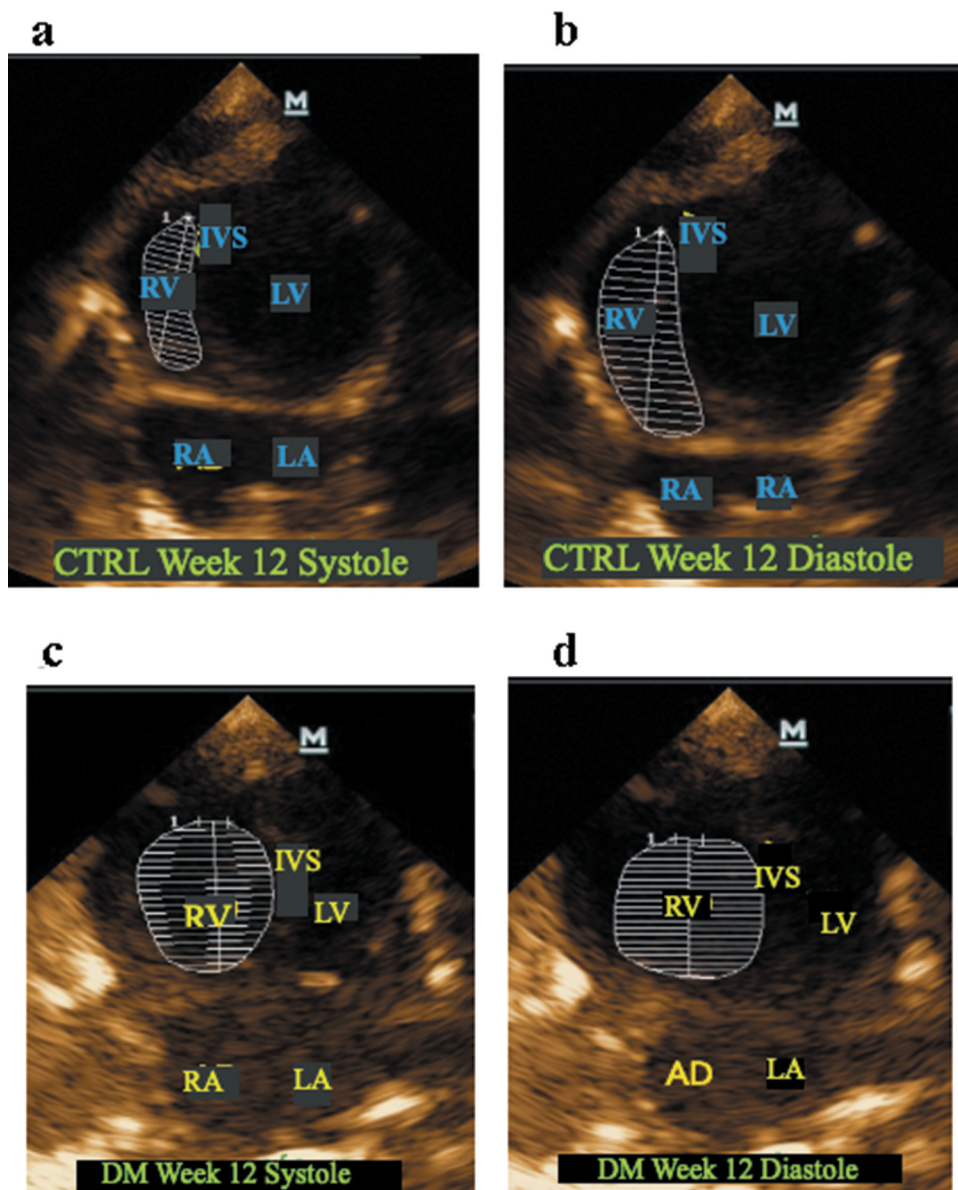 a
b
M
M
1
IVS
RV
LV
RA
LA
CTRL Week 12 Systole
1
IVS
RV
LV
RA
RA
CTRL Week 12 Diastole
c
d
M
M
1
IVS
RV
LV
RA
LA
DM Week 12 Systole
1
IVS
RV
LV
AD
LA
DM Week 12 Diastole